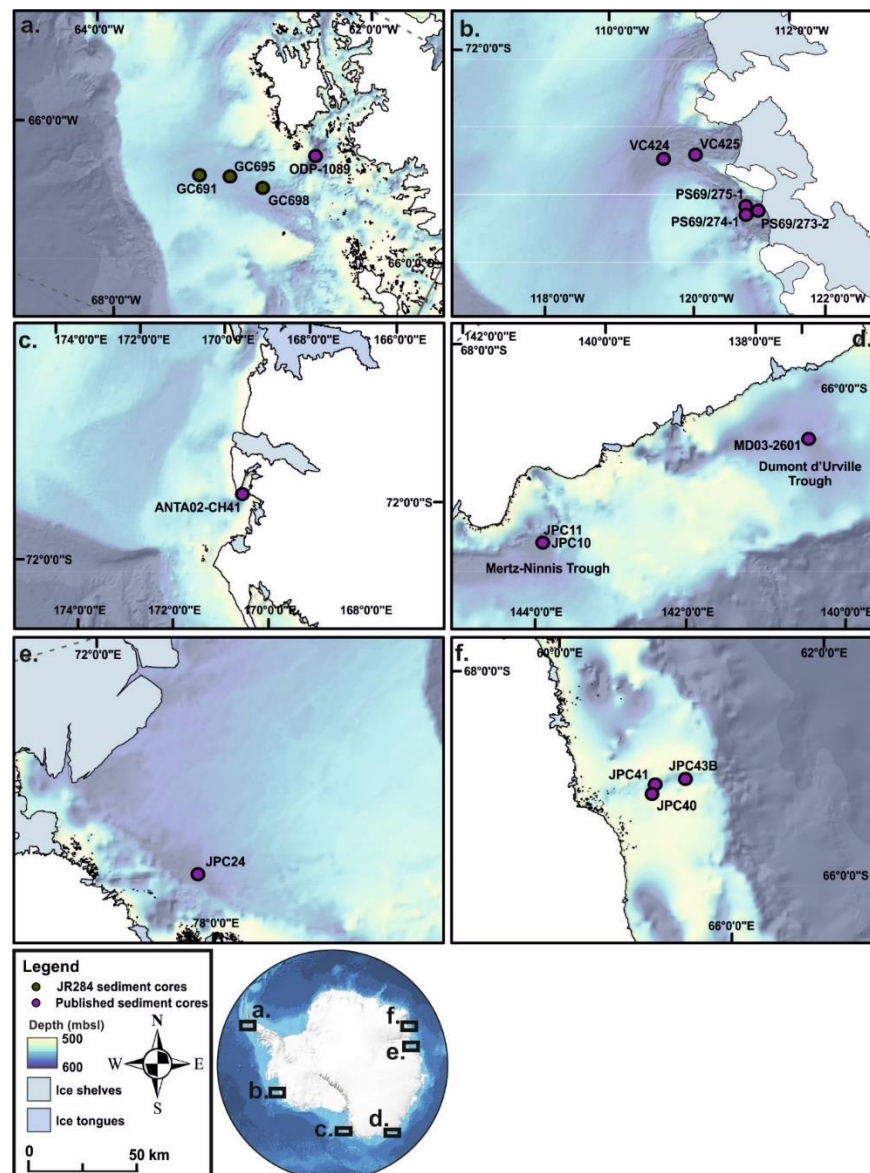 a.
64°0'0"W
62°0'0"W
66°0'0"W
GC691
GC695
GC698
ODP-1089
66°0'0"S
68°0'0"W
b.
72°0'0"S
110°0'0"W
112°0'0"W
VC424
VC425
PS69/275-1
PS69/274-1
PS69/273-2
118°0'0"W
120°0'0"W
122°0'0"W
c.
174°0'0"E
172°0'0"E
170°0'0"E
166°0'0"E
ANTA02-CH41
72°0'0"S
72°0'0"S
174°0'0"E
172°0'0"E
170°0'0"E
168°0'0"E
d.
142°0'0"E
68°0'0"S
140°0'0"E
138°0'0"E
66°0'0"S
MD03-2601
Dumont d'Urville
Trough
JPC11
JPC10
Mertz-Ninnis Trough
144°0'0"E
142°0'0"E
140°0'0"E
e.
72°0'0"E
JPC24
78°0'0"E
f.
60°0'0"E
62°0'0"E
68°0'0"S
JPC41
JPC43B
JPC40
66°0'0"S
66°0'0"E
Legend
JR284 sediment cores
Published sediment cores
Depth (mbsl)
500
600
N
W E
S
Ice shelves
Ice tongues
0 50 km
a.
b.
c.
d.
e.
f.